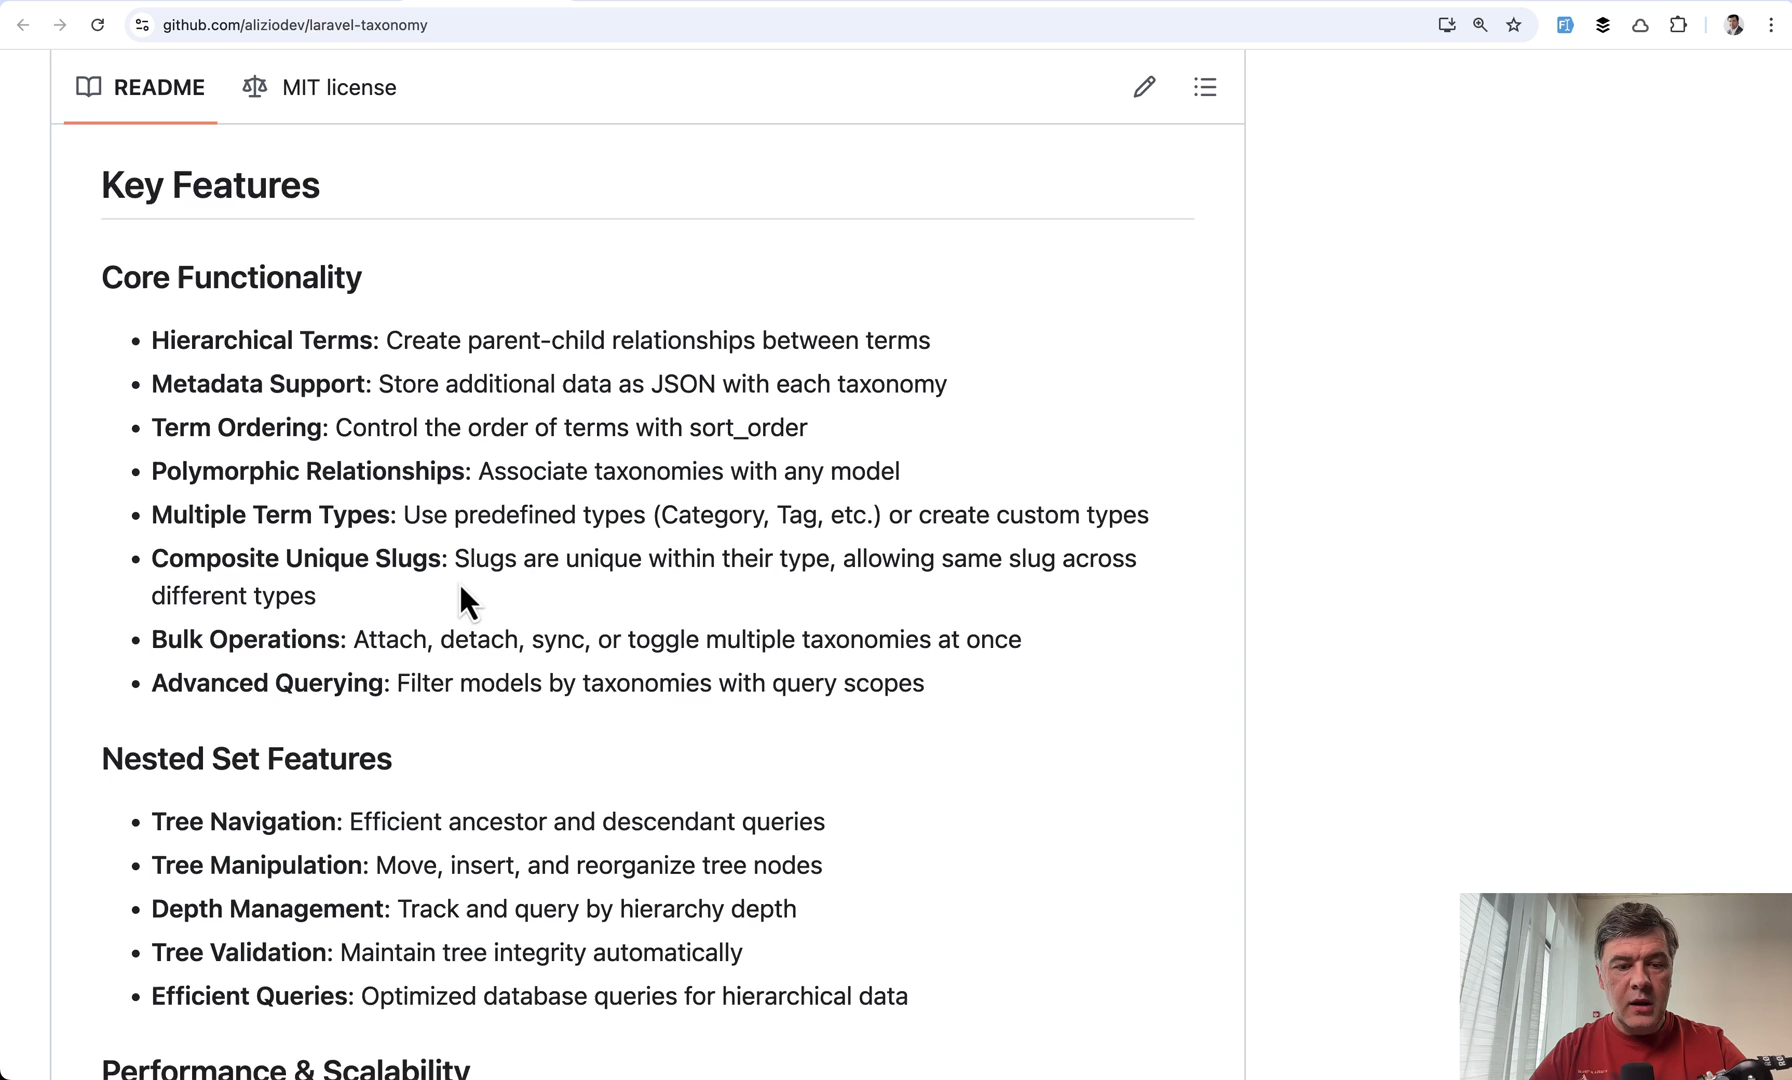 github.com/aliziodev/laravel-taxonomy
README
MIT license
Key Features
Core Functionality
• Hierarchical Terms: Create parent-child relationships between terms
• Metadata Support: Store additional data as JSON with each taxonomy
• Term Ordering: Control the order of terms with sort_order
• Polymorphic Relationships: Associate taxonomies with any model
• Multiple Term Types: Use predefined types (Category, Tag, etc.) or create custom types
• Composite Unique Slugs: Slugs are unique within their type, allowing same slug across
different types
• Bulk Operations: Attach, detach, sync, or toggle multiple taxonomies at once
• Advanced Querying: Filter models by taxonomies with query scopes
Nested Set Features
• Tree Navigation: Efficient ancestor and descendant queries
• Tree Manipulation: Move, insert, and reorganize tree nodes
• Depth Management: Track and query by hierarchy depth
• Tree Validation: Maintain tree integrity automatically
• Efficient Queries: Optimized database queries for hierarchical data
Performance & Scalability